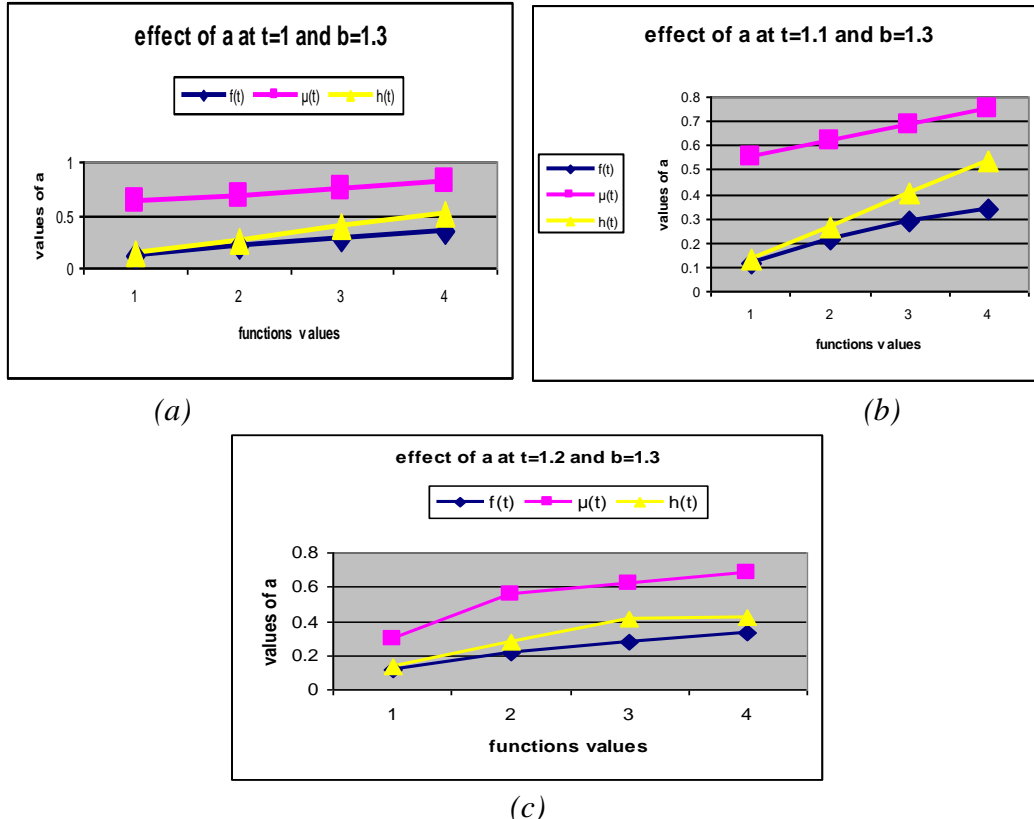 effect of a at t=1 and b=1.3
f(t) µ(t) h(t)
values of a
1
0.5
0
1 2 3 4
functions values
(a)
effect of a at t=1.1 and b=1.3
f(t)
µ(t)
h(t)
values of a
0.8
0.7
0.6
0.5
0.4
0.3
0.2
0.1
0
1 2 3 4
functions values
(b)
effect of a at t=1.2 and b=1.3
f(t) µ(t) h(t)
values of a
0.8
0.6
0.4
0.2
0
1 2 3 4
functions values
(c)